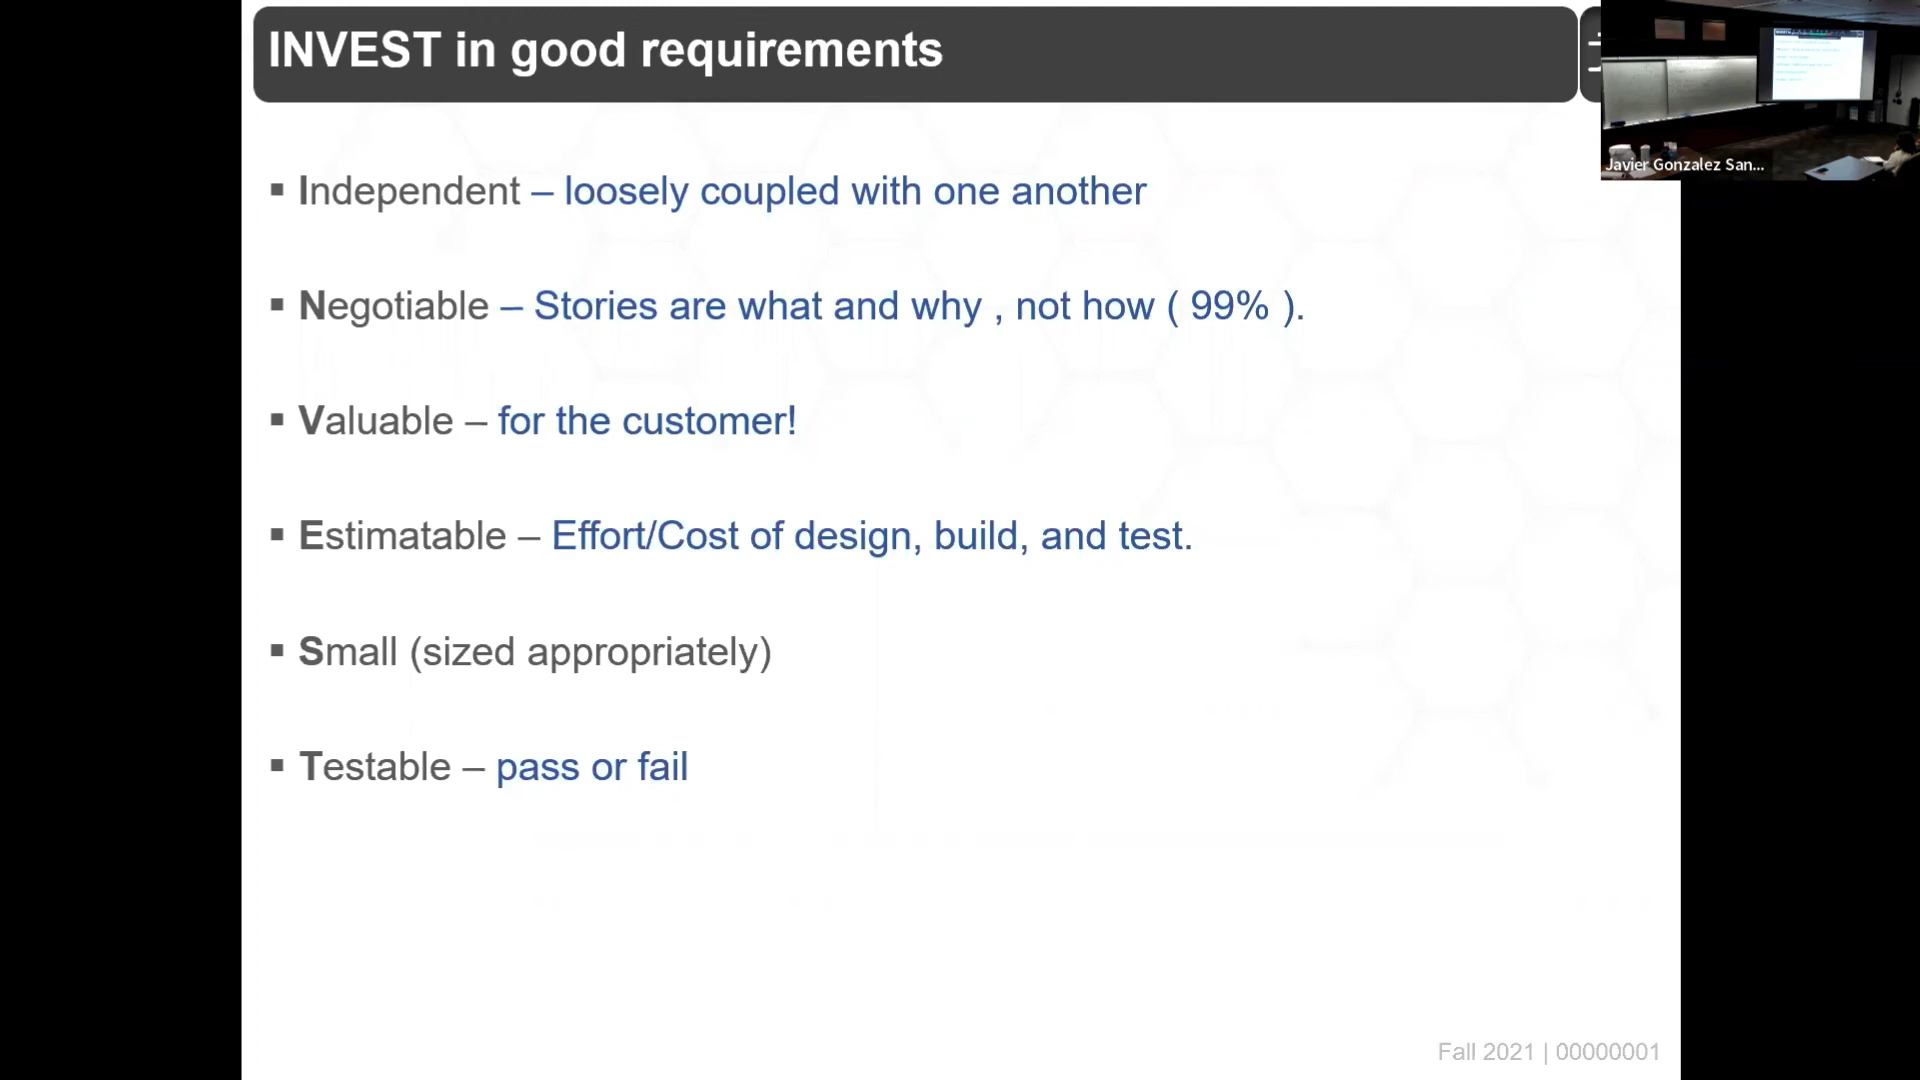 INVEST in good requirements
Javier Gonzalez San...
▪ Independent – loosely coupled with one another
▪ Negotiable – Stories are what and why , not how ( 99% ).
▪ Valuable – for the customer!
▪ Estimatable – Effort/Cost of design, build, and test.
▪ Small (sized appropriately)
▪ Testable – pass or fail
Fall 2021 | 00000001